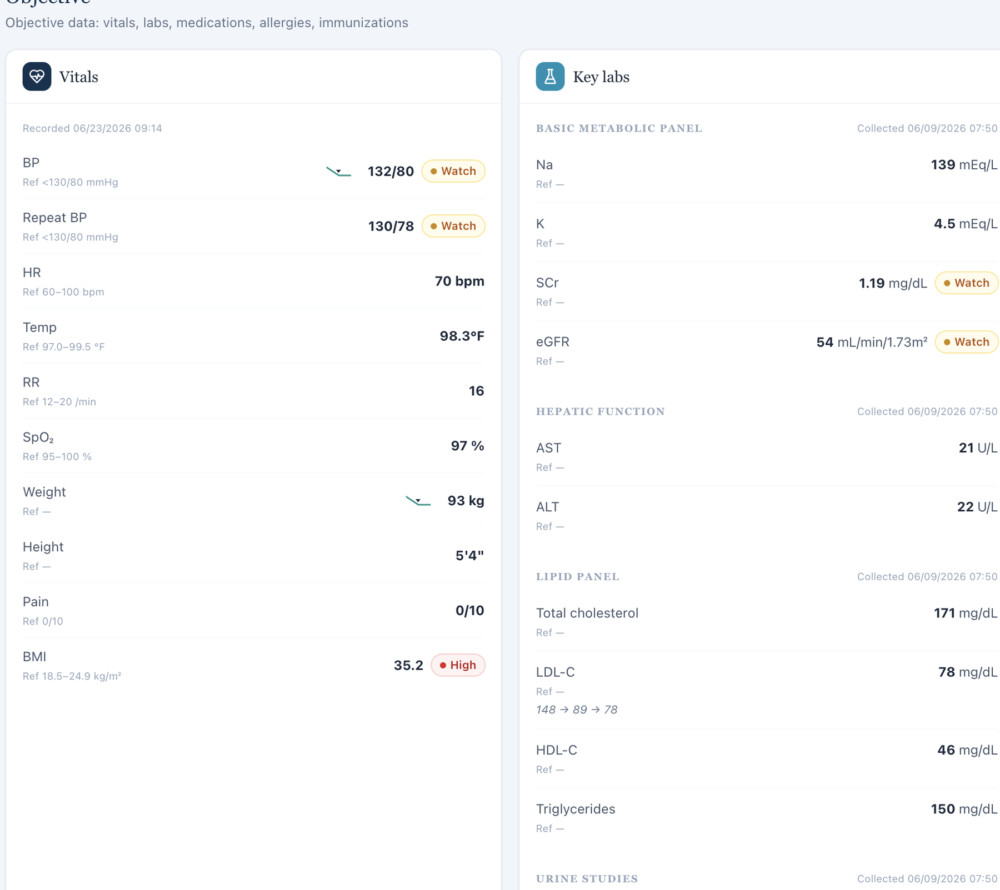 Objective
Objective data: vitals, labs, medications, allergies, immunizations
Vitals
Recorded 06/23/2026 09:14
BP
Ref <130/80 mmHg
132/80
Watch
Repeat BP
Ref <130/80 mmHg
130/78
Watch
HR
Ref 60–100 bpm
70 bpm
Temp
Ref 97.0–99.5 °F
98.3°F
RR
Ref 12–20 /min
16
SpO₂
Ref 95–100 %
97 %
Weight
Ref —
93 kg
Height
Ref —
5'4"
Pain
Ref 0/10
0/10
BMI
Ref 18.5–24.9 kg/m²
35.2
High
Key labs
BASIC METABOLIC PANEL
Collected 06/09/2026 07:50
Na
Ref —
139 mEq/L
K
Ref —
4.5 mEq/L
SCr
Ref —
1.19 mg/dL
Watch
eGFR
Ref —
54 mL/min/1.73m²
Watch
HEPATIC FUNCTION
Collected 06/09/2026 07:50
AST
Ref —
21 U/L
ALT
Ref —
22 U/L
LIPID PANEL
Collected 06/09/2026 07:50
Total cholesterol
Ref —
171 mg/dL
LDL-C
Ref —
148 → 89 → 78
78 mg/dL
HDL-C
Ref —
46 mg/dL
Triglycerides
Ref —
150 mg/dL
URINE STUDIES
Collected 06/09/2026 07:50